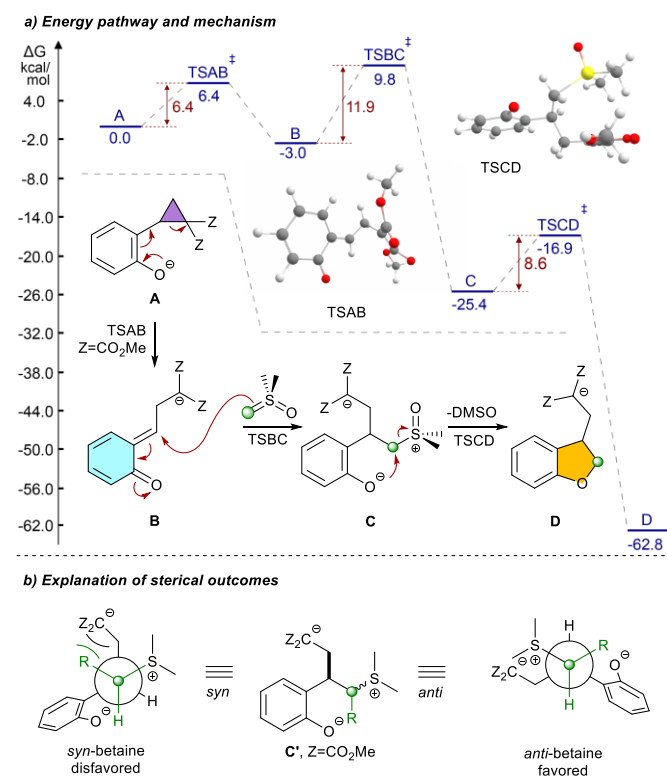 a) Energy pathway and mechanism
ΔG
kcal/
mol
4.0
-2.0
-8.0
-14.0
-20.0
-26.0
-32.0
-38.0
-44.0
-50.0
-56.0
-62.0
A
0.0
6.4
TSAB ‡
6.4
B
-3.0
11.9
TSBC ‡
9.8
TSCD
TSAB
C
-25.4
8.6
TSCD ‡
-16.9
D
-62.8
Z
Z
O ⊖
A
TSAB
Z=CO2Me
Z
⊖ Z
O
B
S
O
TSBC
Z
⊖
Z
O
S
⊕
O ⊖
C
-DMSO
TSCD
Z
⊖
Z
O
D
b) Explanation of sterical outcomes
Z2C ⊖
R
S
⊕
H
H
O ⊖
syn-betaine
disfavored
syn
Z2C ⊖
S
⊕
O ⊖
R
C', Z=CO2Me
anti
H
S
⊕
R
Z2C ⊖
O ⊖
H
anti-betaine
favored